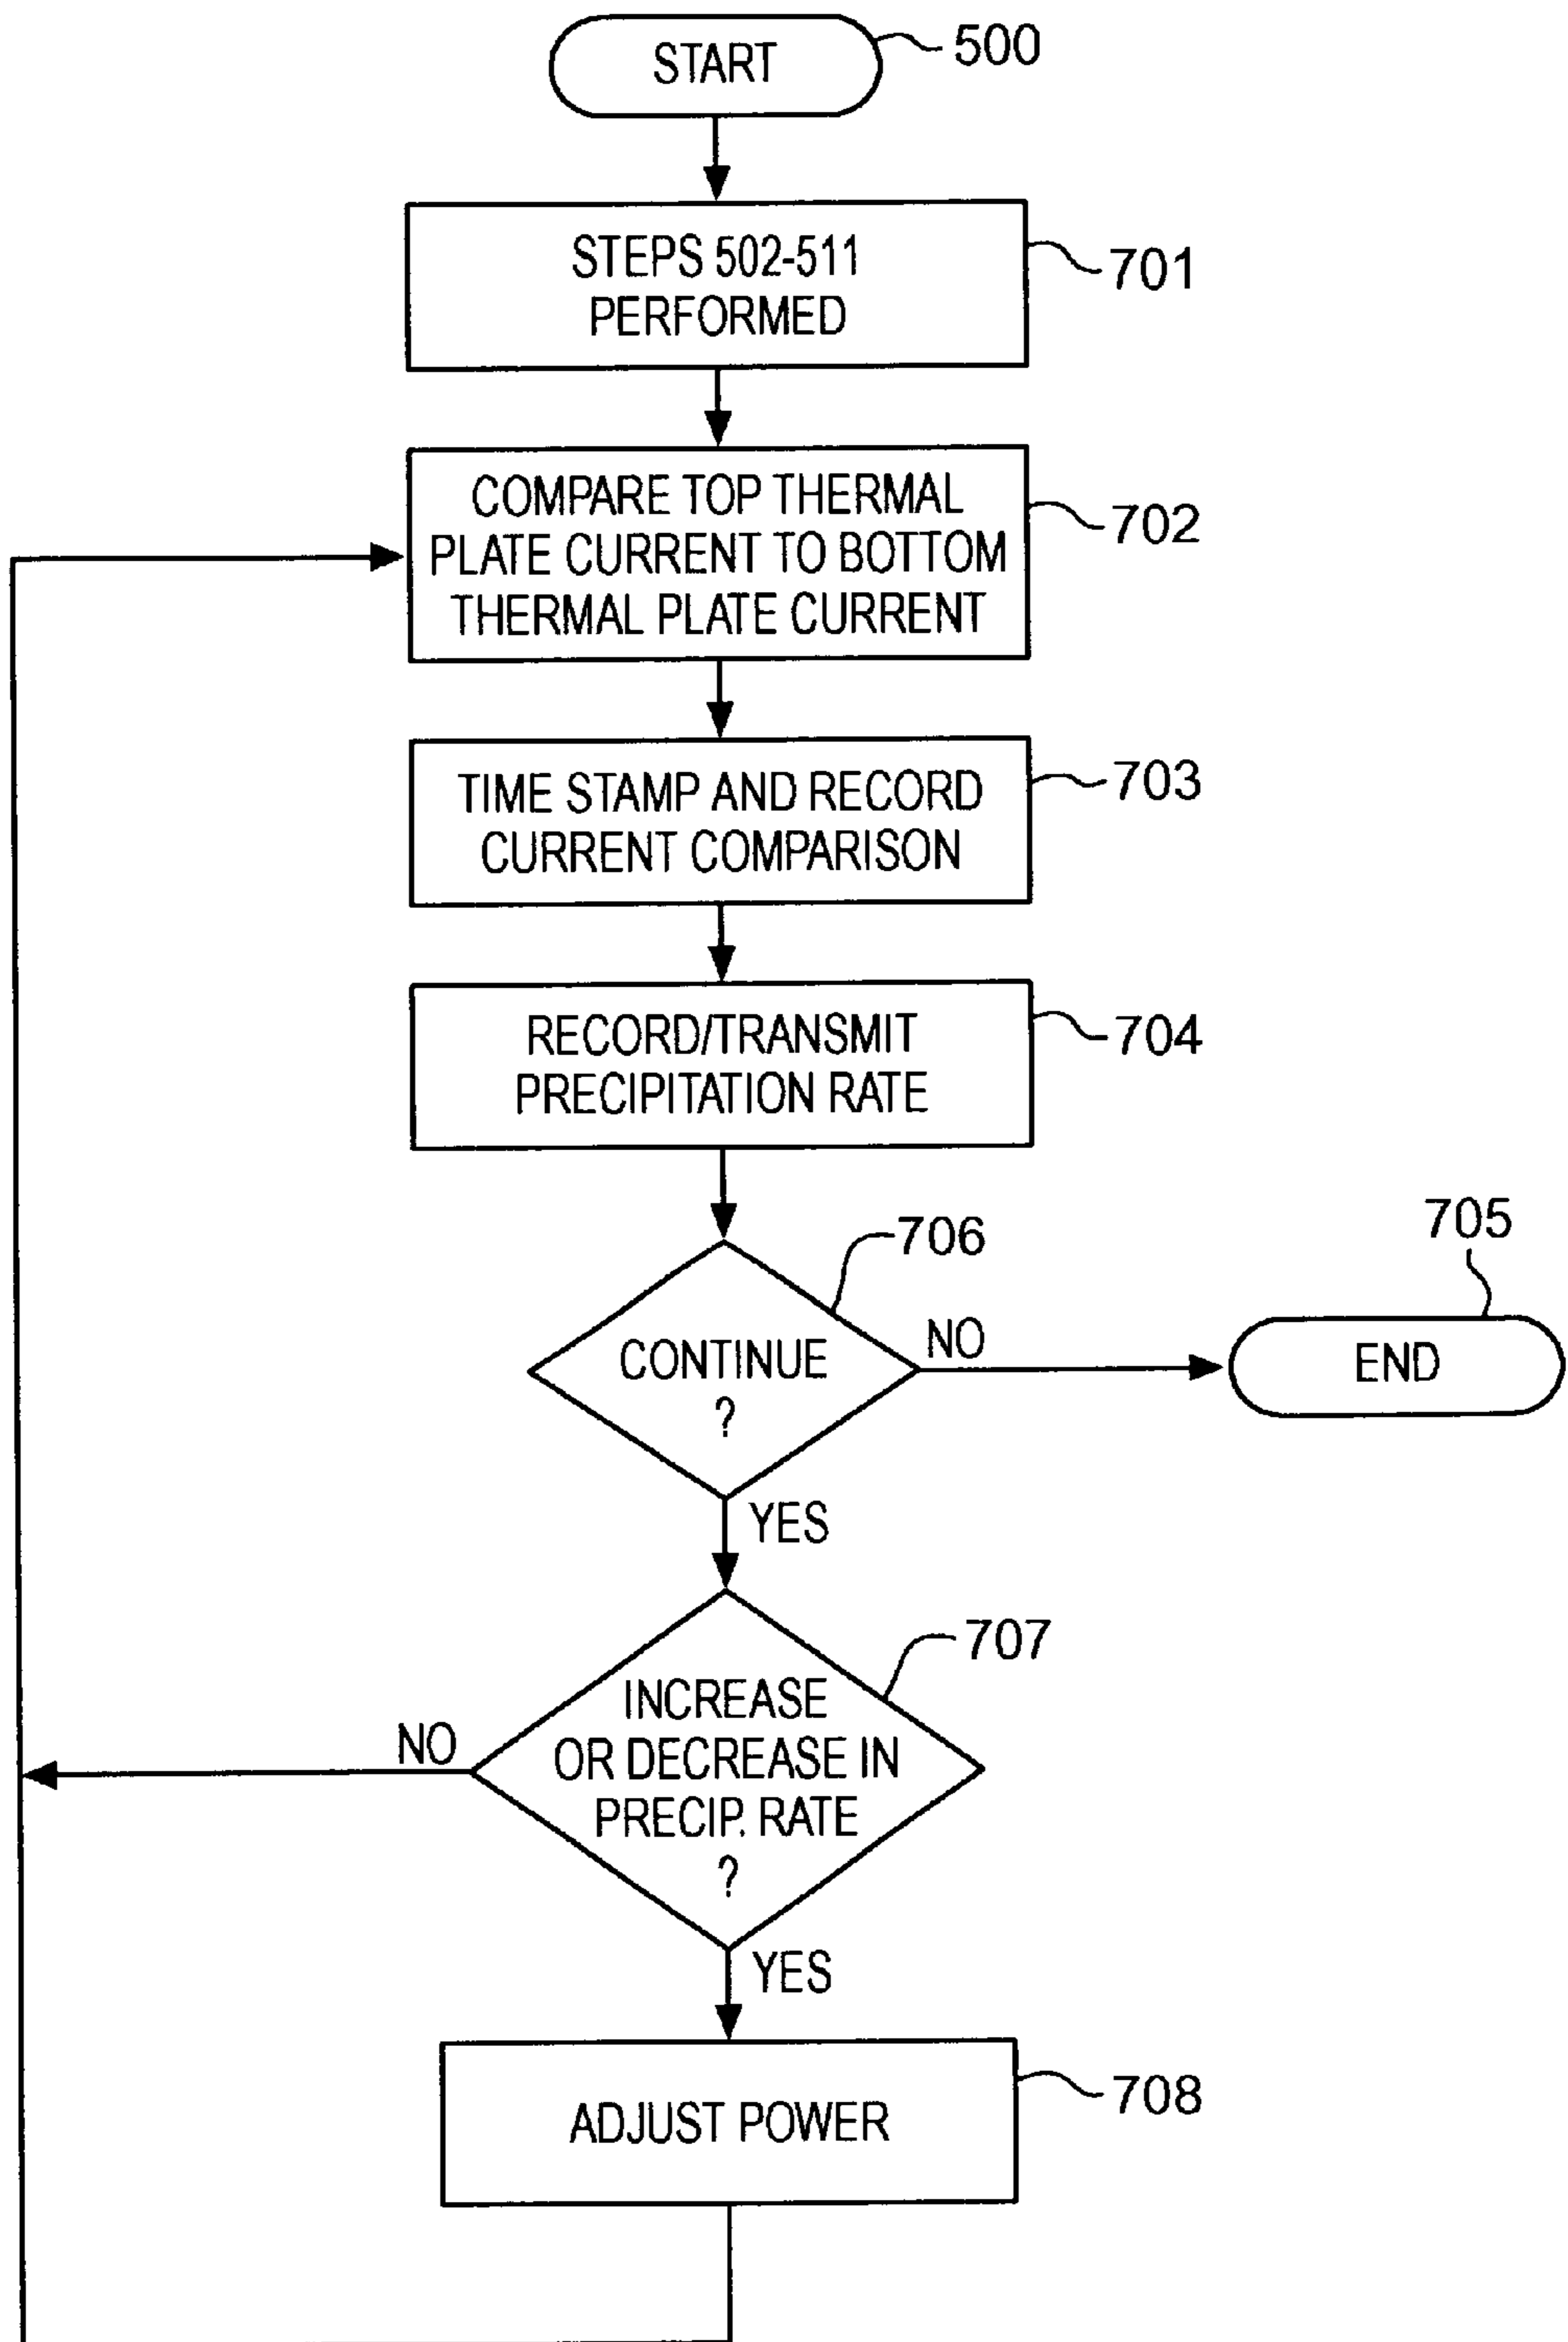 START
500
STEPS 502-511
PERFORMED
701
COMPARE TOP THERMAL
PLATE CURRENT TO BOTTOM
THERMAL PLATE CURRENT
702
TIME STAMP AND RECORD
CURRENT COMPARISON
703
RECORD/TRANSMIT
PRECIPITATION RATE
704
706
CONTINUE
?
NO
705
END
YES
707
INCREASE
OR DECREASE IN
PRECIP. RATE
?
NO
YES
ADJUST POWER
708